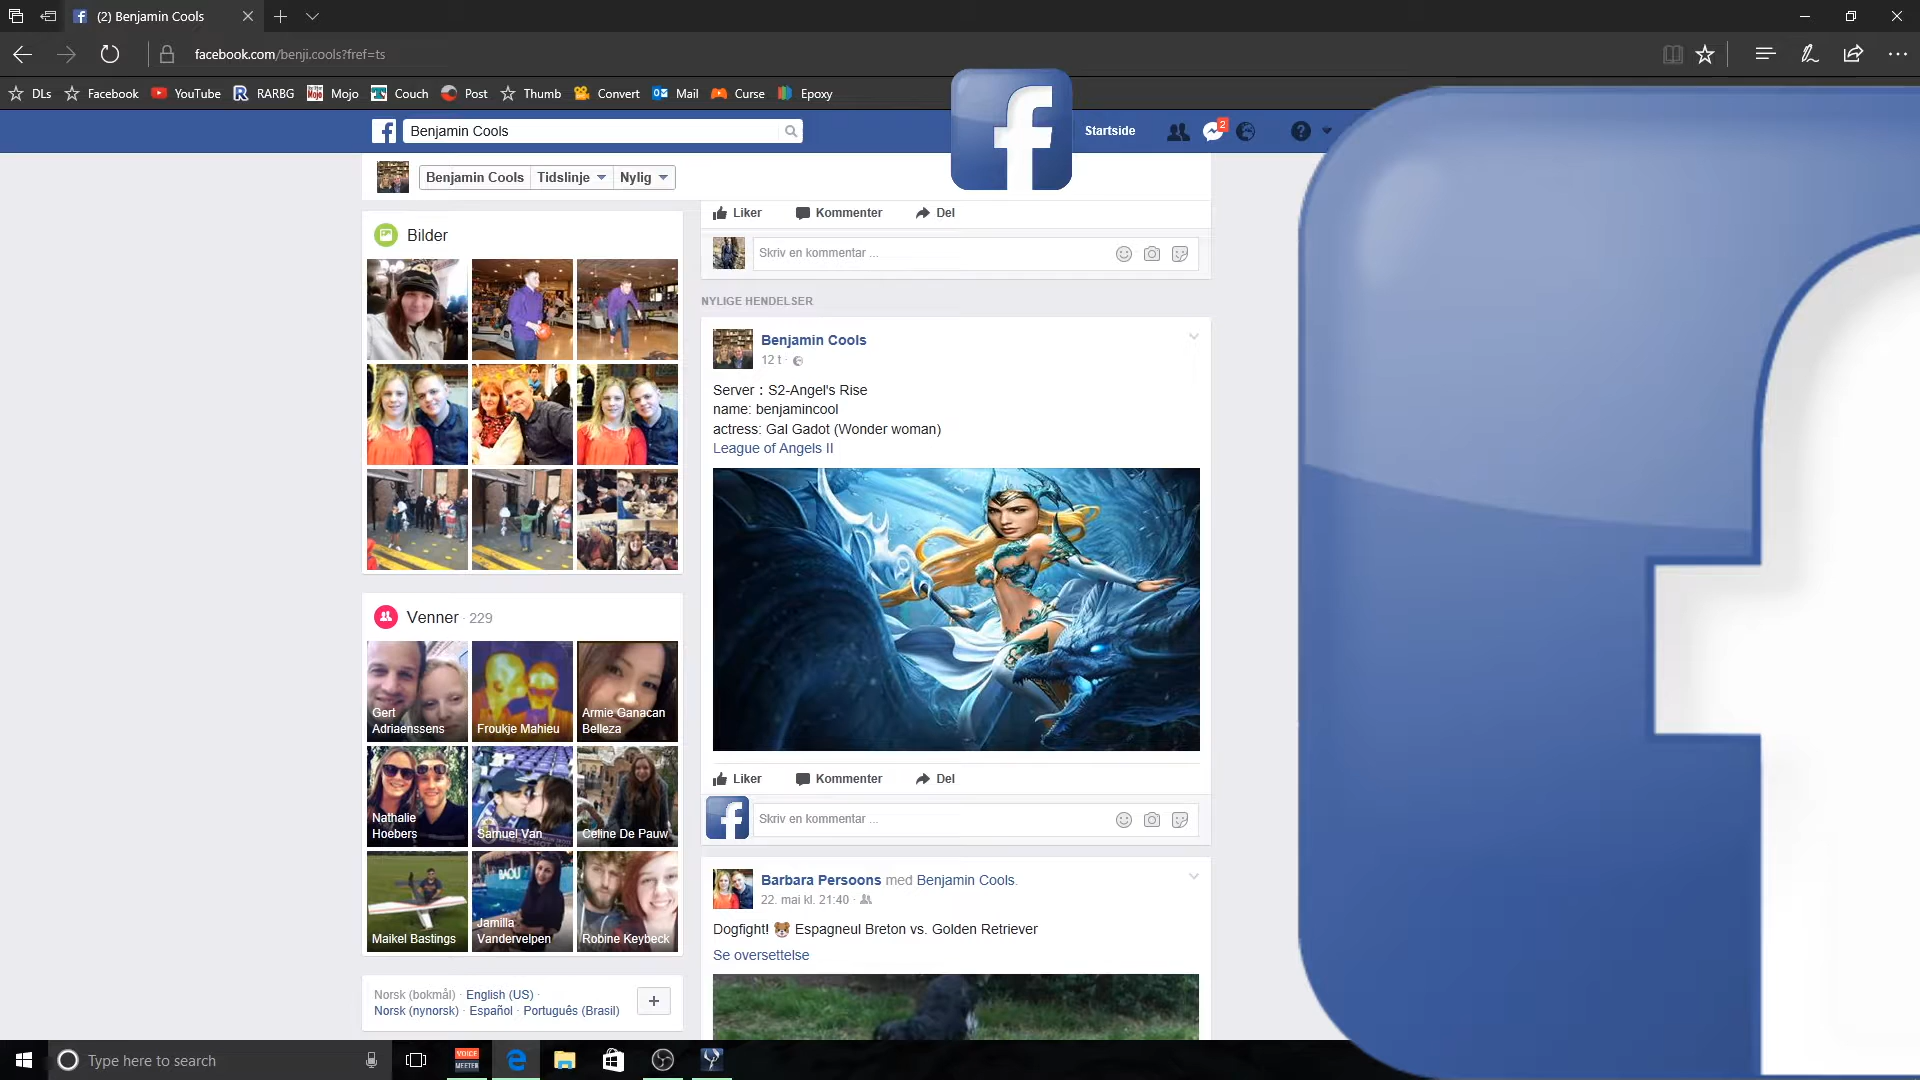 (2) Benjamin Cools
facebook.com/benji.cools?fref=ts
DLs Facebook YouTube RARBG Mojo Couch Post Thumb Convert Mail Curse Epoxy
Benjamin Cools
Startside
2
Benjamin Cools Tidslinje Nylig
Liker Kommenter Del
Skriv en kommentar ...
Bilder
NYLIGE HENDELSER
Benjamin Cools
12 t ·
Server : S2-Angel's Rise
name: benjamincool
actress: Gal Gadot (Wonder woman)
League of Angels II
Liker Kommenter Del
Skriv en kommentar ...
Venner · 229
Gert
Adriaenssens
Froukje Mahieu
Armie Ganacan
Belleza
Nathalie
Hoebers
Samuel Van
Celine De Pauw
Maikel Bastings
Jamilla
Vandervelpen
Robine Keybeck
Barbara Persoons med Benjamin Cools.
22. mai kl. 21:40 ·
Dogfight! 🐻 Espagneul Breton vs. Golden Retriever
Se oversettelse
Norsk (bokmål) · English (US) ·
Norsk (nynorsk) · Español · Português (Brasil)
Type here to search
VOICE
MEETER